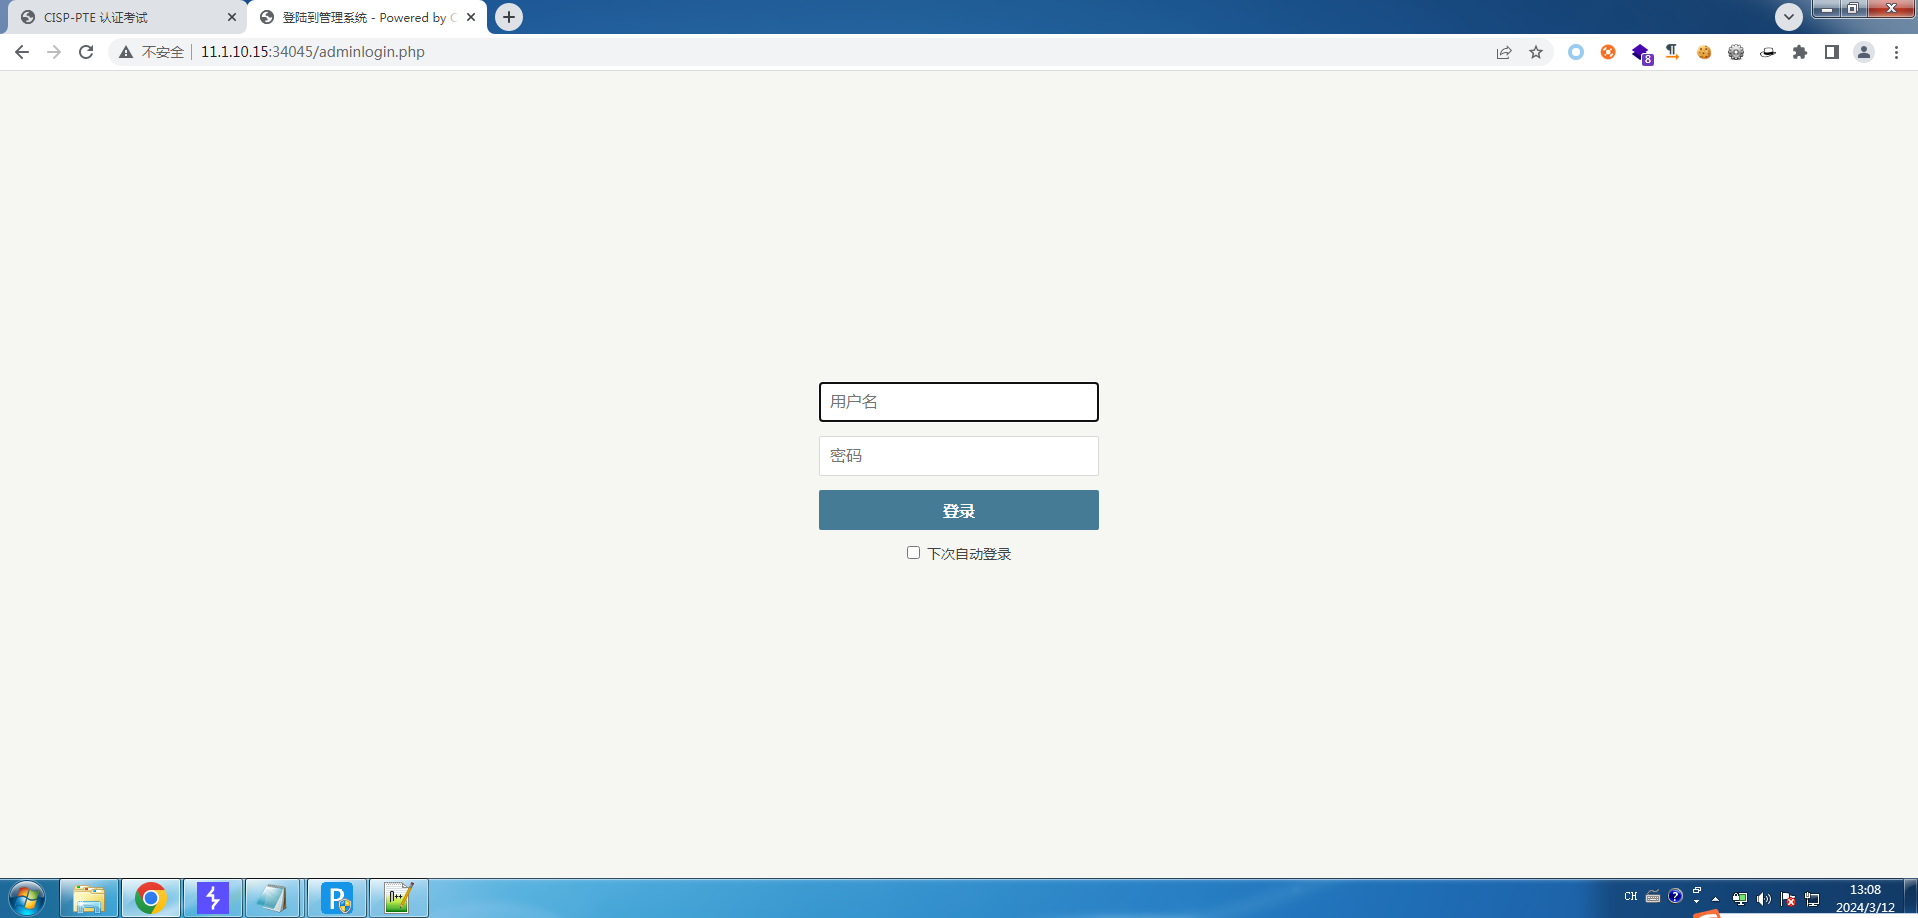 CISP-PTE 认证考试
登陆到管理系统 - Powered by C
不安全
11.1.10.15:34045/adminlogin.php
8
用户名
密码
登录
下次自动登录
CH
13:08
2024/3/12